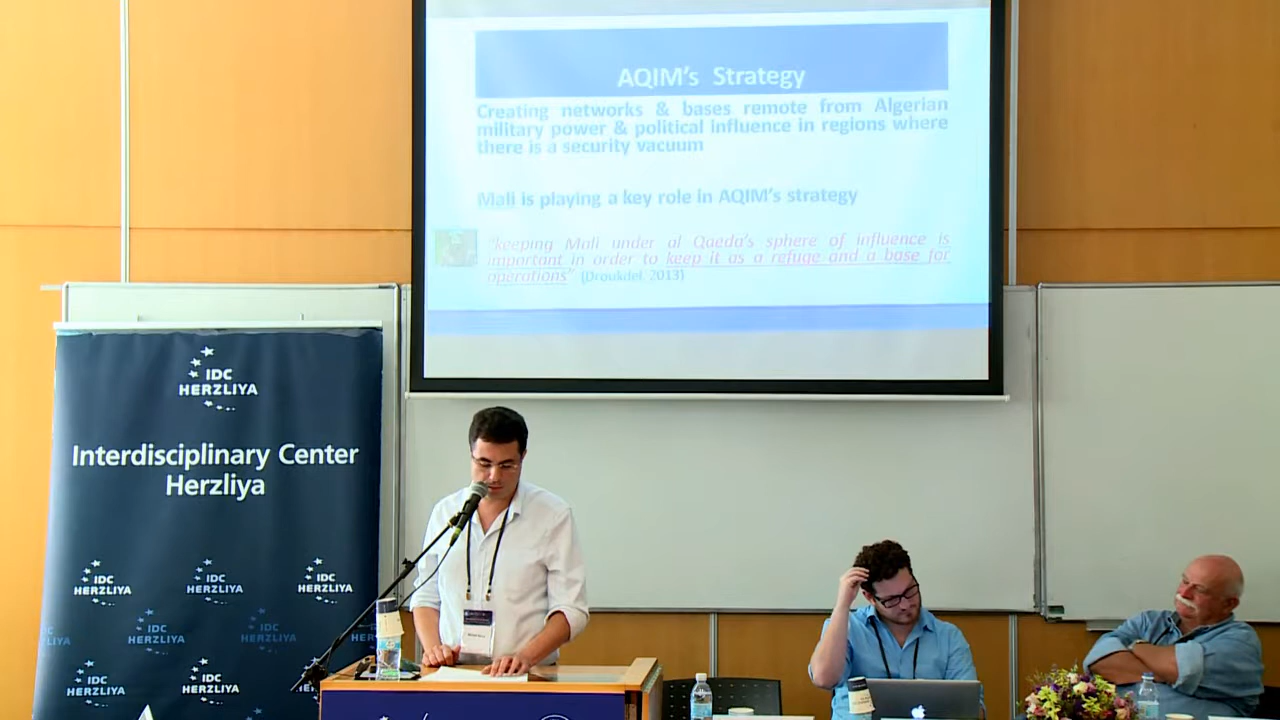 AQIM's Strategy
Creating networks & bases remote from Algerian
military power & political influence in regions where
there is a security vacuum
Mali is playing a key role in AQIM's strategy
"keeping Mali under al Qaeda's sphere of influence is
important in order to keep it as a refuge and a base for
operations" (Droukdel 2013)
IDC
HERZLIYA
Interdisciplinary Center
Herzliya
IDC
HERZLIYA
IDC
HERZLIYA
IDC
HERZLIYA
IDC
HERZLIYA
IDC
HERZLIYA
IDC
HERZLIYA
IDC
HERZLIYA